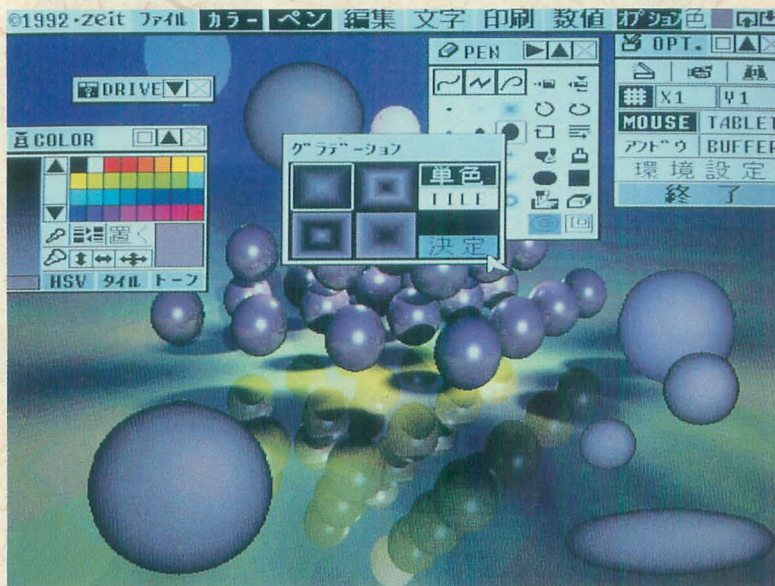 ©1992・zeit ファイル カラー ペン 編集 文字 印刷 数値 オプション 色
DRIVE
COLOR
置く
HSV タイル トーン
グラデーション
単色
TILE
決定
PEN
OPT.
X1 Y1
MOUSE TABLET
アンドゥ BUFFER
環境設定
終了